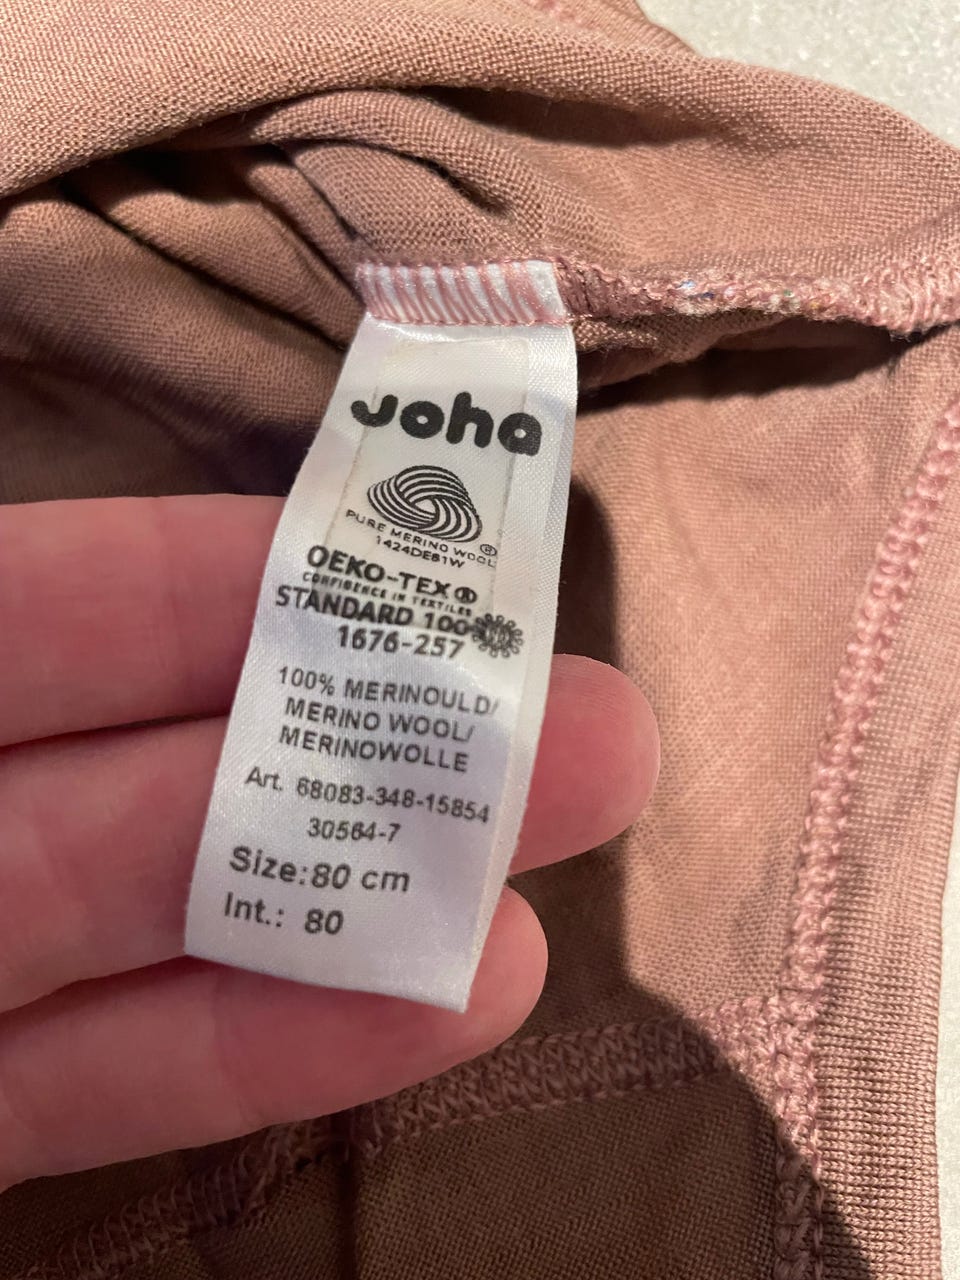 Joha
PURE MERINO WOOL®
1424DE81W
OEKO-TEX®
CONFIDENCE IN TEXTILES
STANDARD 100
1676-257
100% MERINOULD/
MERINO WOOL/
MERINOWOLLE
Art. 68083-348-15854
30564-7
Size:80 cm
Int.: 80